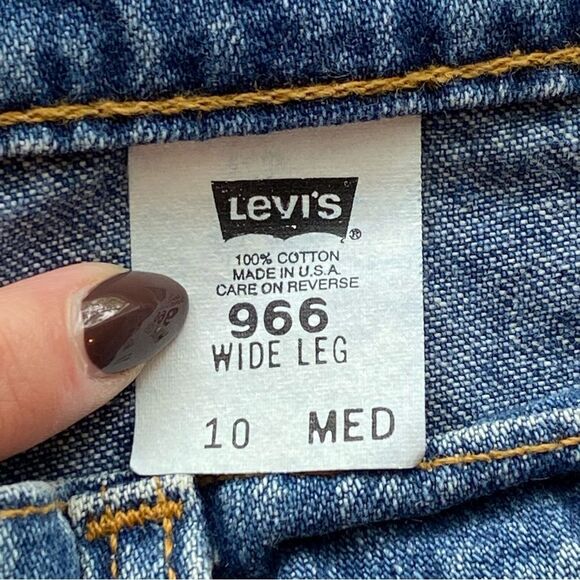 Levi's
®
100% COTTON
MADE IN U.S.A.
CARE ON REVERSE
966
WIDE LEG
10 MED